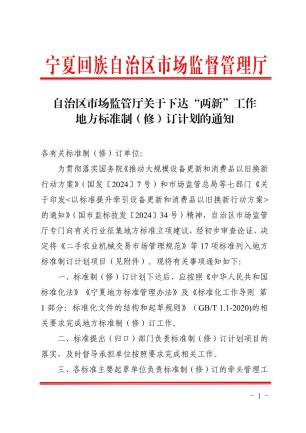 宁夏回族自治区市场监督管理厅
自治区市场监管厅关于下达“两新”工作
地方标准制（修）订计划的通知
各有关标准制（修）订单位：
为贯彻落实国务院《推动大规模设备更新和消费品以旧换新
行动方案》（国发〔2024〕7号）和市场监管总局等七部门《关
于印发<以标准提升牵引设备更新和消费品以旧换新行动方案>
的通知》（国市监标技发〔2024〕34号）精神，自治区市场监管
厅专门向有关行业征集地方标准立项建议，经初步审查论证，决
定将《二手农业机械交易市场管理规范》等17项标准列入地方标
准制订计划项目（见附件）。现将有关事项通知如下：
一、标准制（修）订计划下达后，应按照《中华人民共和国
标准化法》《宁夏地方标准管理办法》及《标准化工作导则 第
1部分：标准化文件的结构和起草规则》（GB/T 1.1-2020)的相
关要求完成地方标准制（修）订工作。
二、标准提出（归口）部门负责标准制（修）订计划项目的
落实，及时督导承担单位按照要求完成相关工作。
三、各标准主要起草单位负责标准制（修）订的牵头管理工
- 1 -